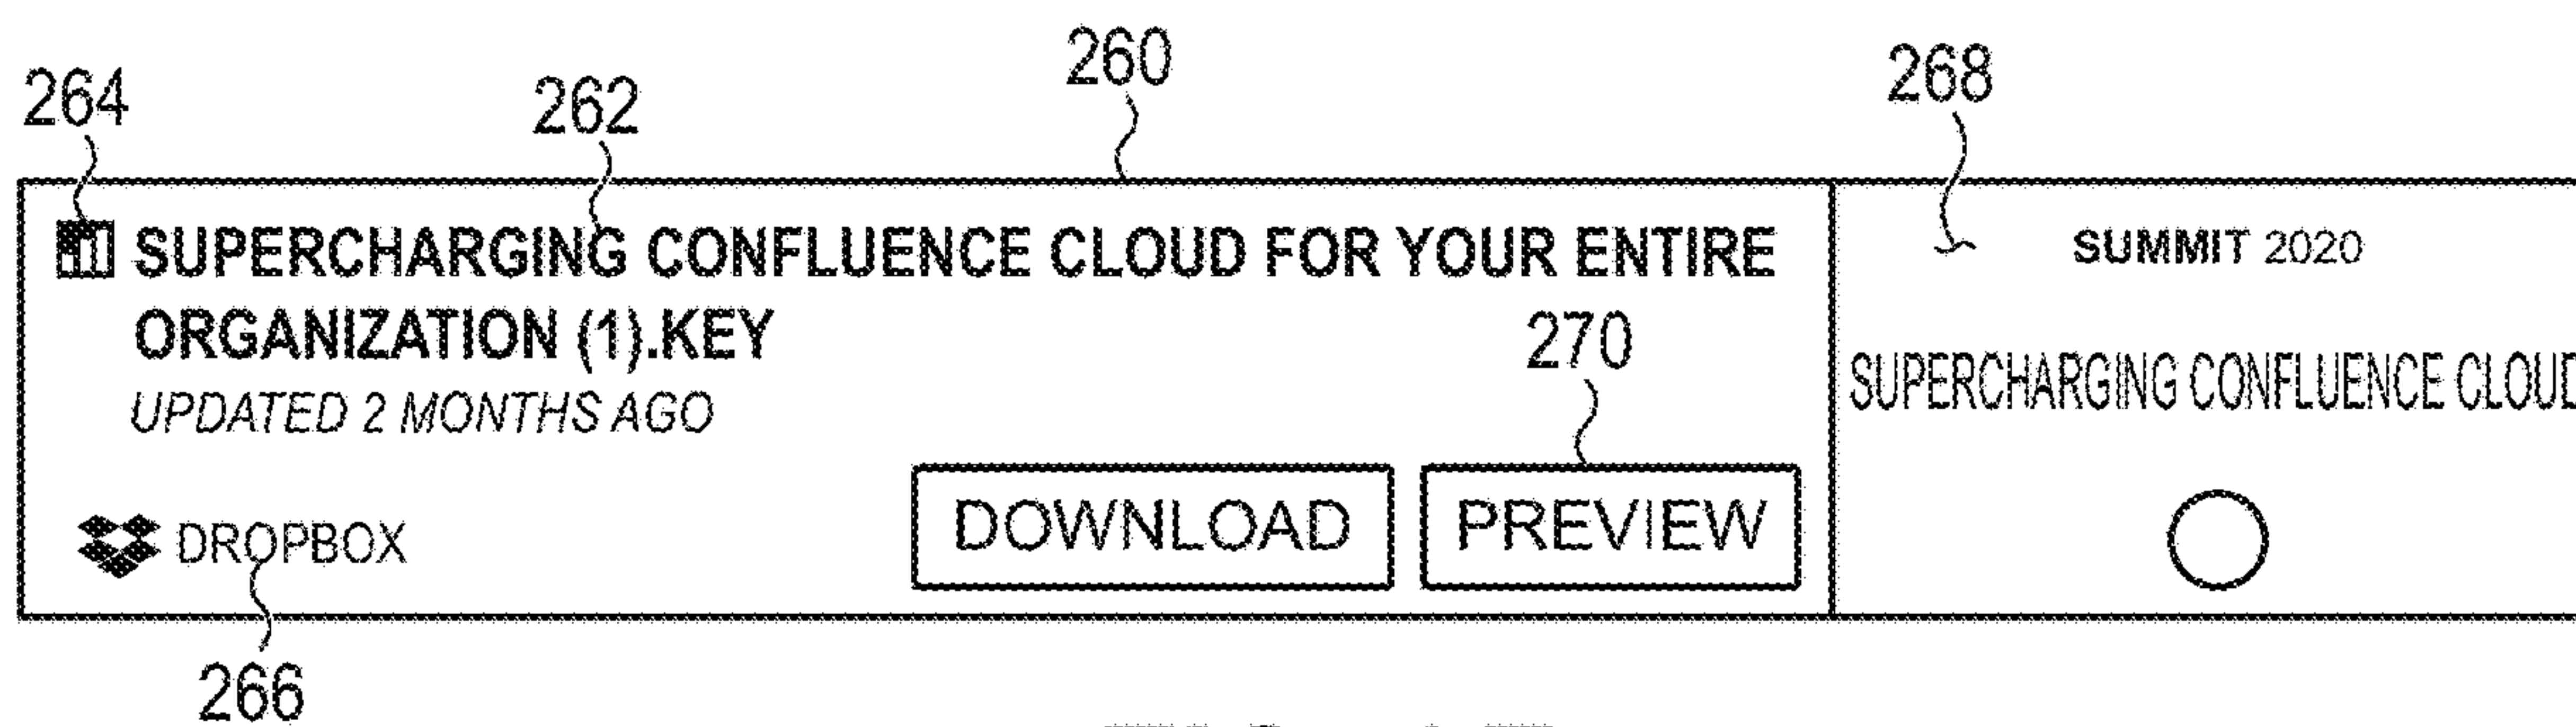 260
268
264
262
SUPERCHARGING CONFLUENCE CLOUD FOR YOUR ENTIRE
ORGANIZATION (1).KEY
UPDATED 2 MONTHS AGO
270
DROPBOX
DOWNLOAD
PREVIEW
SUMMIT 2020
SUPERCHARGING CONFLUENCE CLOUD
266